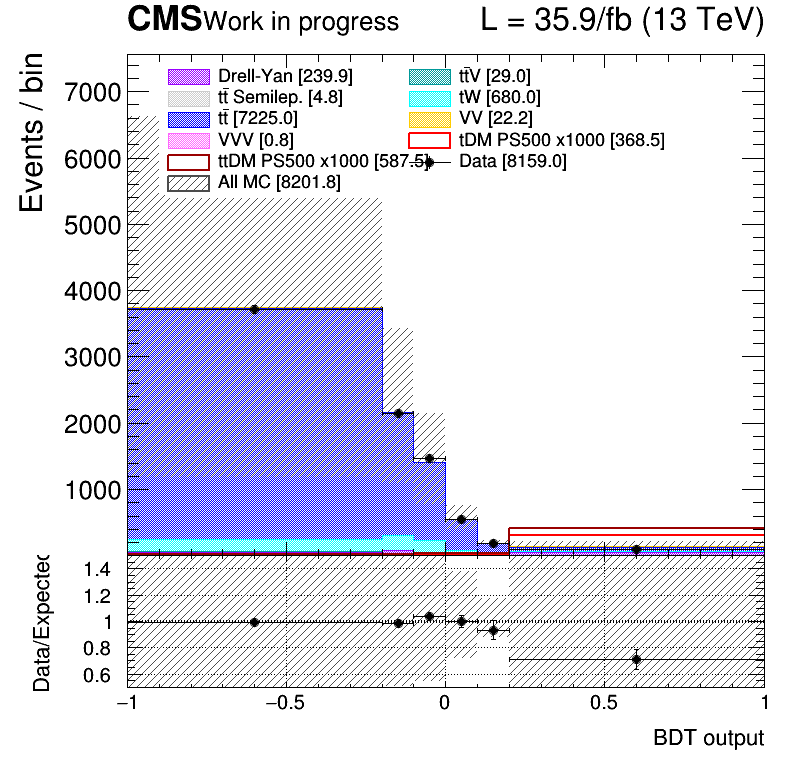 CMS Work in progress L = 35.9/fb (13 TeV)
Events / bin
7000
6000
5000
4000
3000
2000
1000
Drell-Yan [239.9]
tt̄ Semilep. [4.8]
tt̄ [7225.0]
VVV [0.8]
ttDM PS500 x1000 [587.5]
All MC [8201.8]
tt̄V [29.0]
tW [680.0]
VV [22.2]
tDM PS500 x1000 [368.5]
Data [8159.0]
Data/Expected
1.4
1.2
1
0.8
0.6
−1 −0.5 0 0.5 1
BDT output